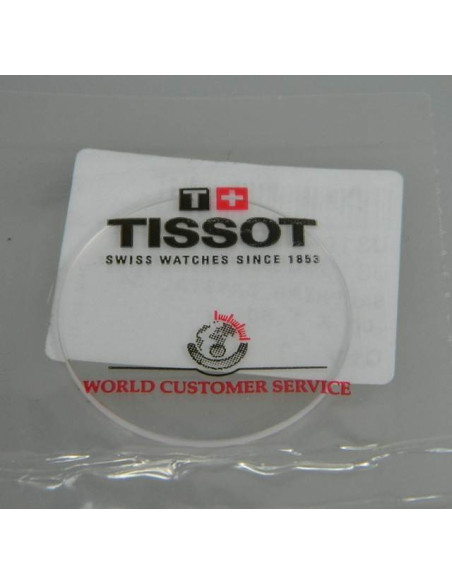 T+
TISSOT
SWISS WATCHES SINCE 1853
WORLD CUSTOMER SERVICE